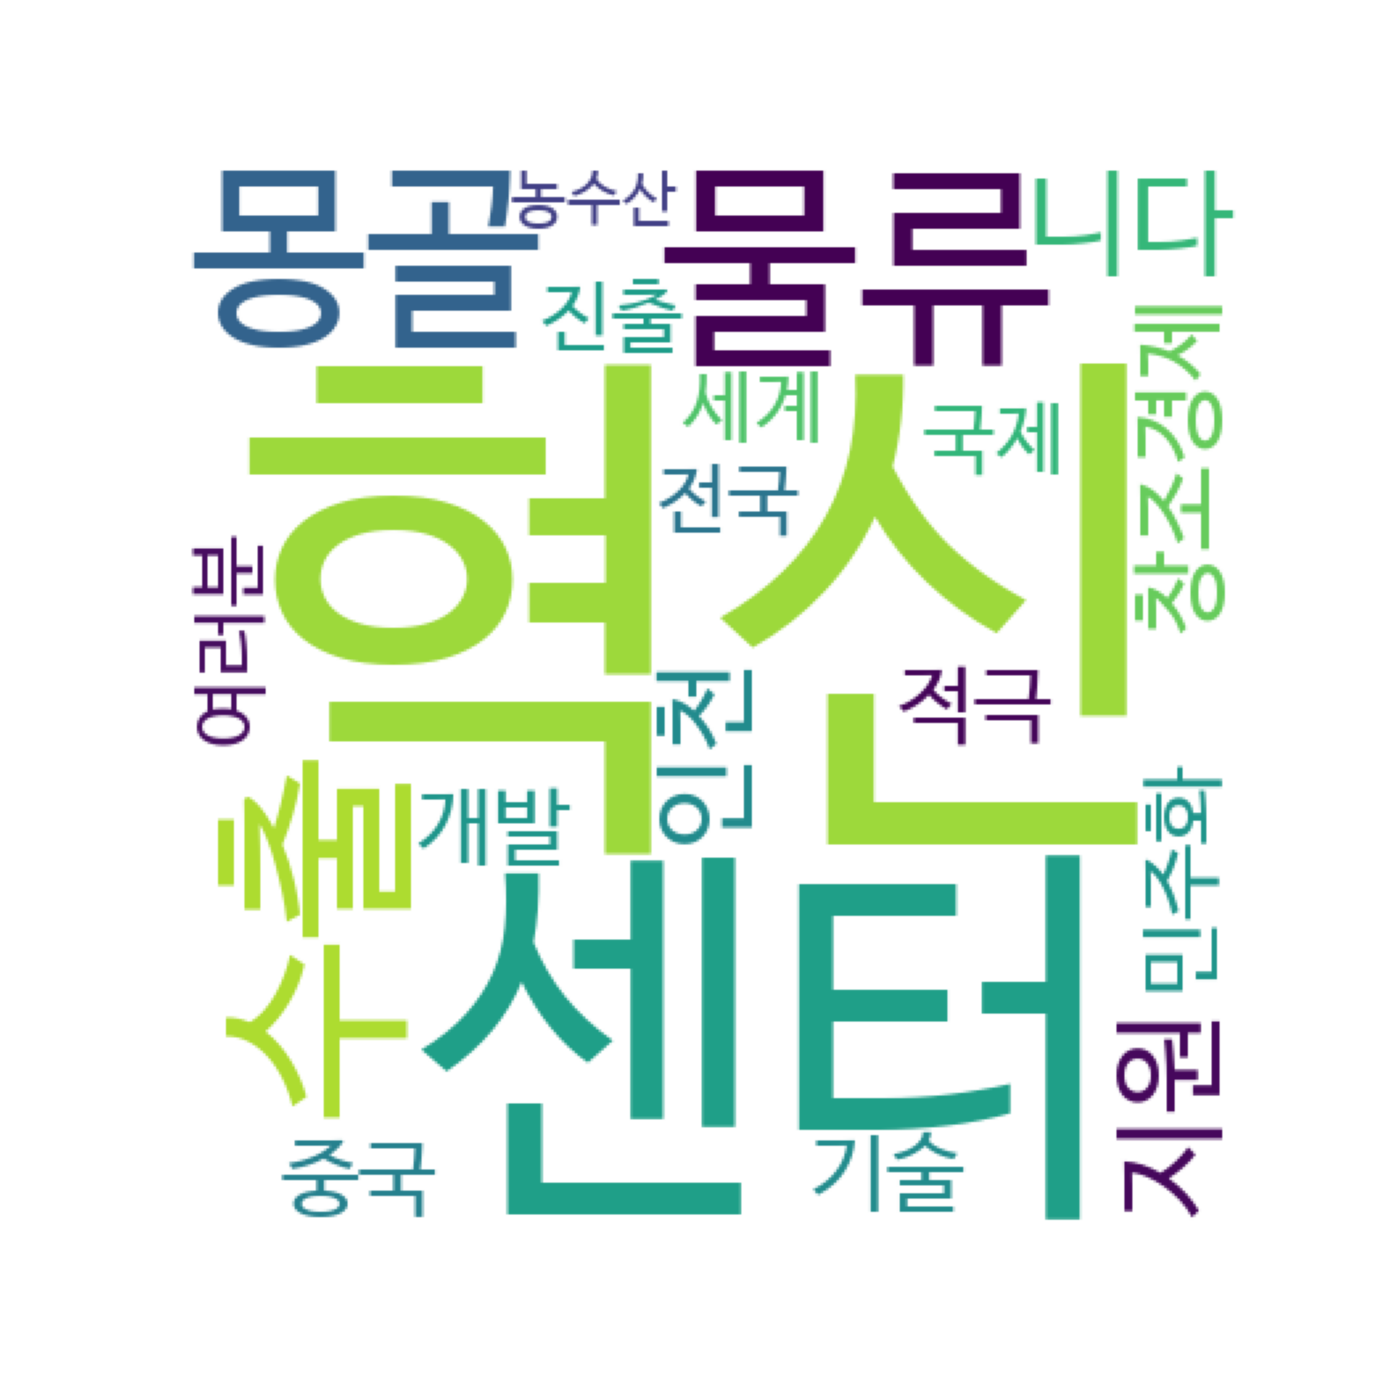 몽골
농수산
물류
니다
진출
혁신
세계
국제
창조경제
전국
여러분
인천
적극
수출
개발
센터
민주화
지원
중국
기술